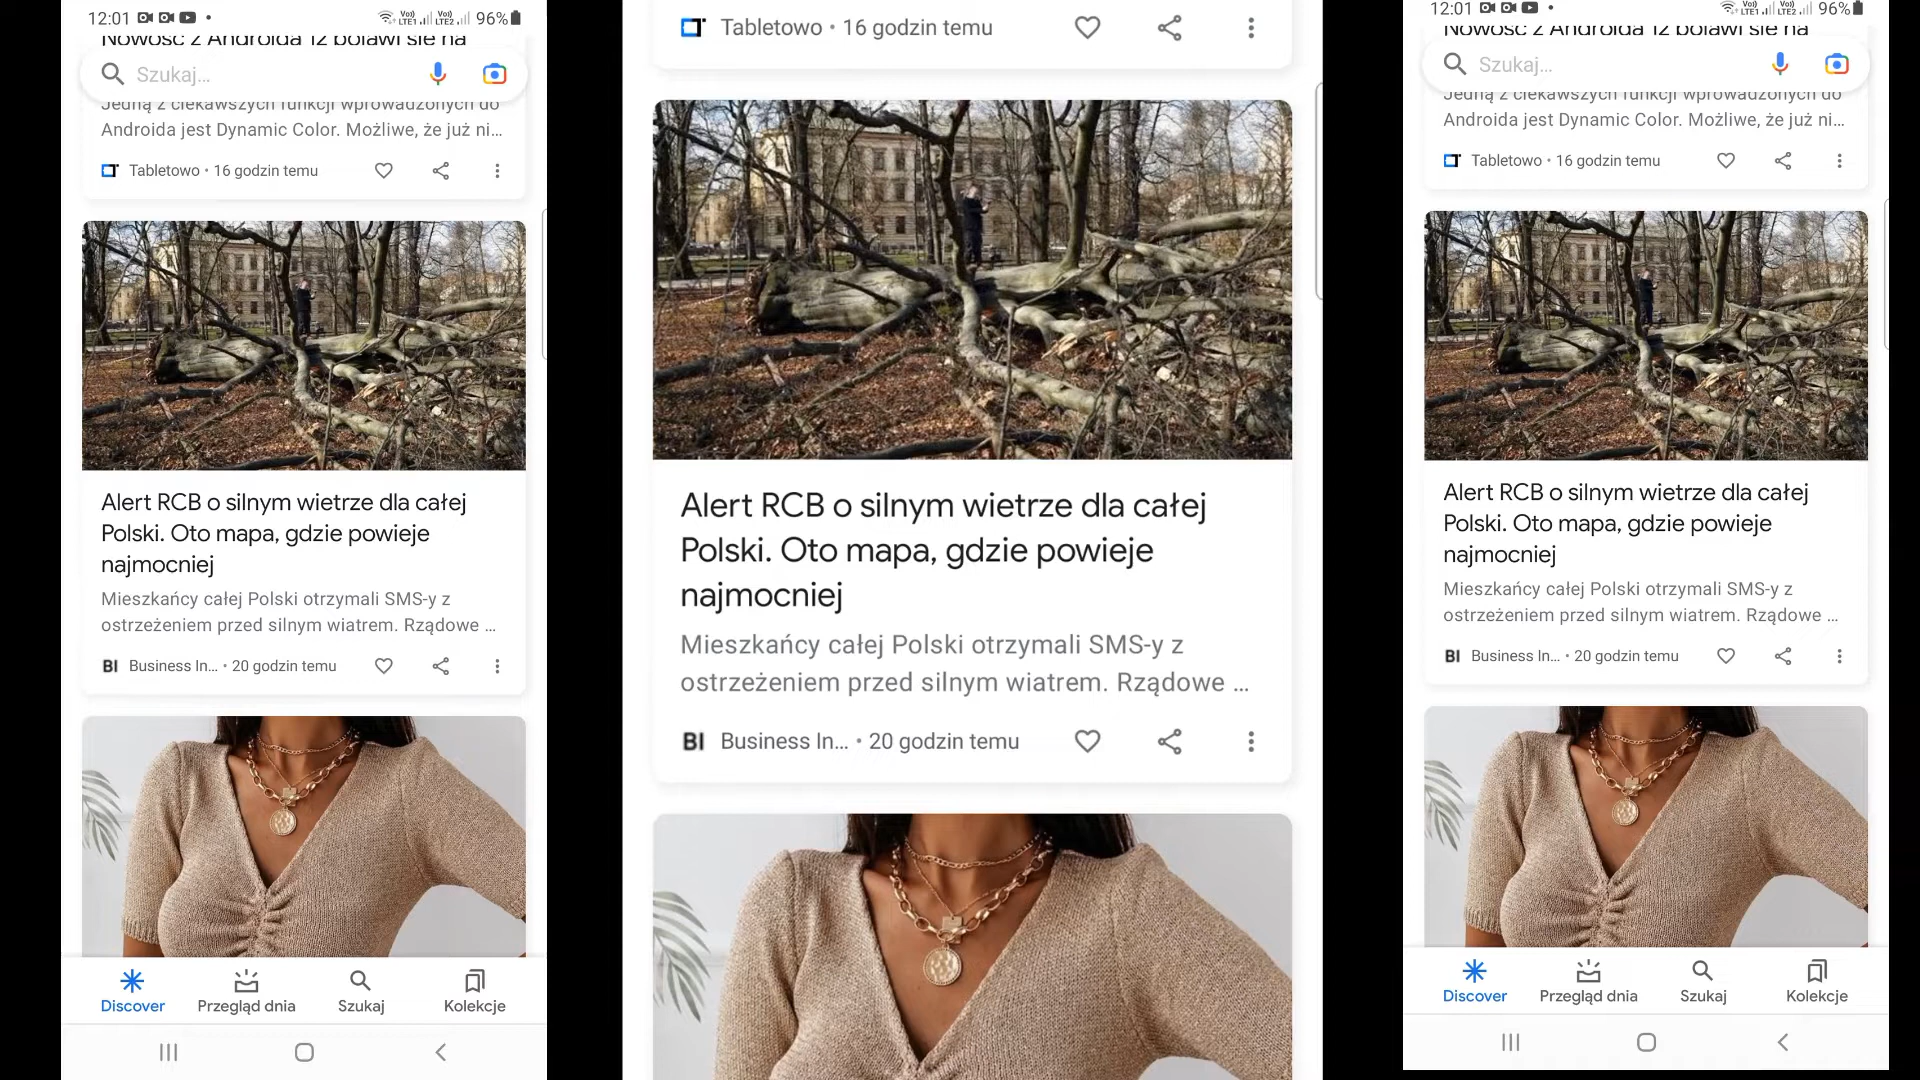 12:01 96%
Nowość z Androida 12 pojawi się na
Szukaj...
Jedną z ciekawszych funkcji wprowadzonych do
Androida jest Dynamic Color. Możliwe, że już ni...
Tabletowo • 16 godzin temu
Alert RCB o silnym wietrze dla całej
Polski. Oto mapa, gdzie powieje
najmocniej
Mieszkańcy całej Polski otrzymali SMS-y z
ostrzeżeniem przed silnym wiatrem. Rządowe ...
BI Business In... • 20 godzin temu
Discover Przegląd dnia Szukaj Kolekcje
Tabletowo • 16 godzin temu
Alert RCB o silnym wietrze dla całej
Polski. Oto mapa, gdzie powieje
najmocniej
Mieszkańcy całej Polski otrzymali SMS-y z
ostrzeżeniem przed silnym wiatrem. Rządowe ...
BI Business In... • 20 godzin temu
12:01 96%
Nowość z Androida 12 pojawi się na
Szukaj...
Jedną z ciekawszych funkcji wprowadzonych do
Androida jest Dynamic Color. Możliwe, że już ni...
Tabletowo • 16 godzin temu
Alert RCB o silnym wietrze dla całej
Polski. Oto mapa, gdzie powieje
najmocniej
Mieszkańcy całej Polski otrzymali SMS-y z
ostrzeżeniem przed silnym wiatrem. Rządowe ...
BI Business In... • 20 godzin temu
Discover Przegląd dnia Szukaj Kolekcje